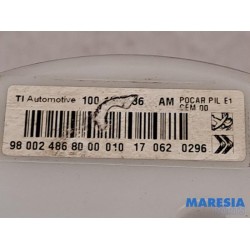 TI Automotive 100 36 AM POCAR PIL E1
CEM 00
98 002 486 80 00 010 17 062 0296
MARESIA